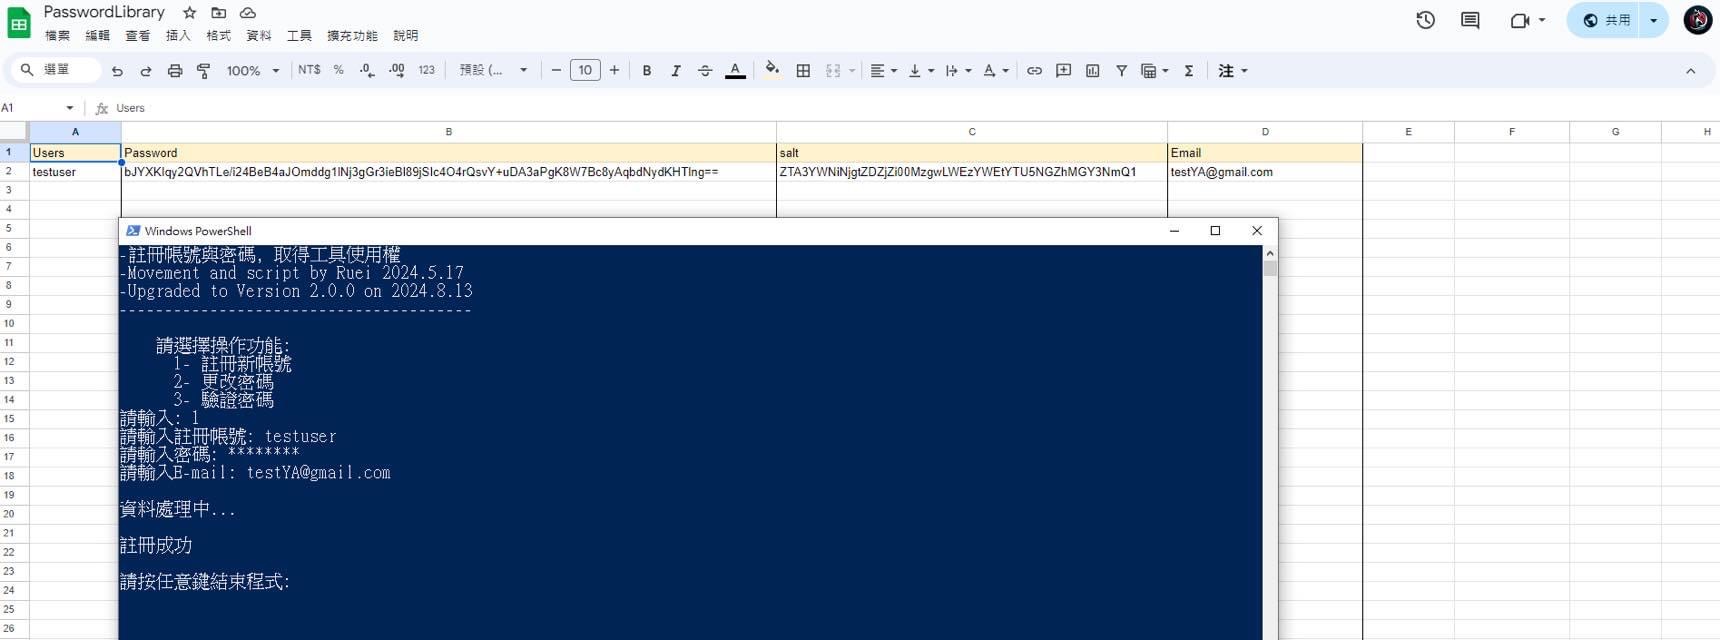 PasswordLibrary
檔案 編輯 查看 插入 格式 資料 工具 擴充功能 說明
共用
選單 100% NT$ % .0 .00 123 預設 (... 10 B I A Σ 注
A1 fx Users
A B C D E F G H
1 Users Password salt Email
2 testuser bJYXKlqy2QVhTLe/i24BeB4aJOmddg1lNj3gGr3ieBl89jSlc4O4rQsvY+uDA3aPgK8W7Bc8yAqbdNydKHTlng== ZTA3YWNiNjgtZDZjZi00MzgwLWEzYWEtYTU5NGZhMGY3NmQ1 testYA@gmail.com
3
4
5
6
7
8
9
10
11
12
13
14
15
16
17
18
19
20
21
22
23
24
25
26
Windows PowerShell
-註冊帳號與密碼, 取得工具使用權
-Movement and script by Ruei 2024.5.17
-Upgraded to Version 2.0.0 on 2024.8.13
---------------------------------------
請選擇操作功能:
1- 註冊新帳號
2- 更改密碼
3- 驗證密碼
請輸入: 1
請輸入註冊帳號: testuser
請輸入密碼: ********
請輸入E-mail: testYA@gmail.com
資料處理中...
註冊成功
請按任意鍵結束程式: